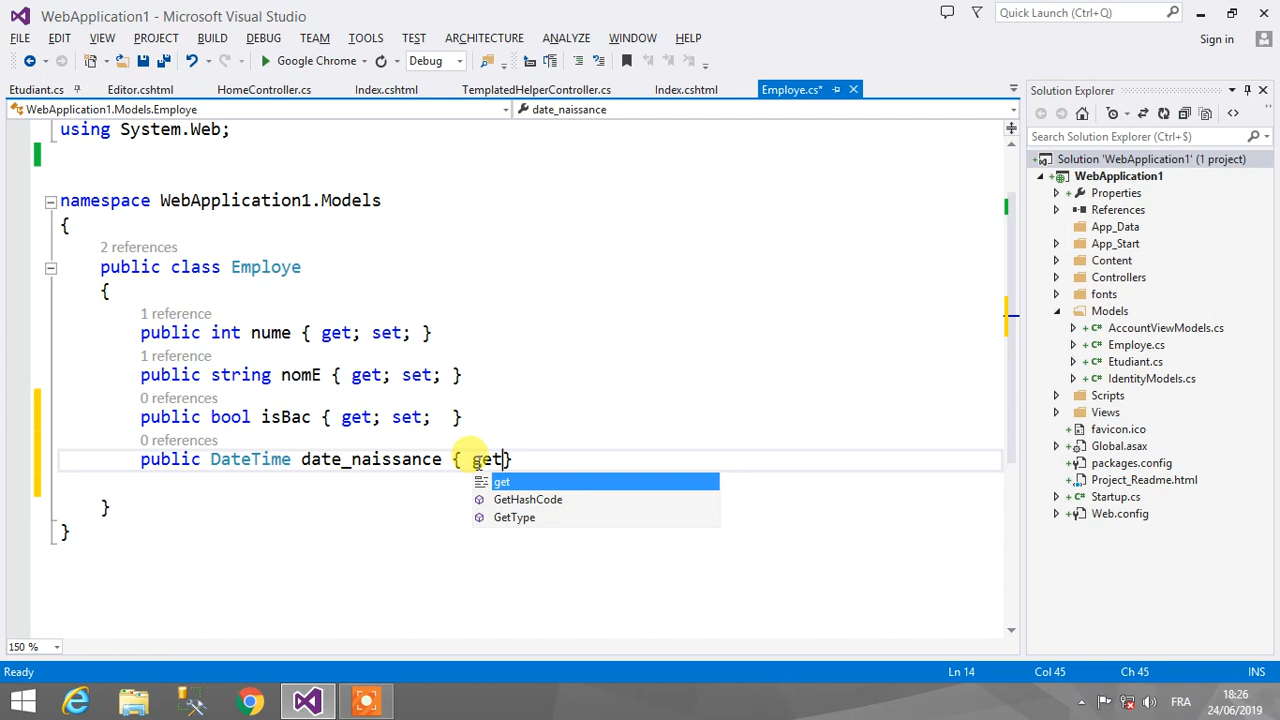 WebApplication1 - Microsoft Visual Studio
Quick Launch (Ctrl+Q)
FILE EDIT VIEW PROJECT BUILD DEBUG TEAM TOOLS TEST ARCHITECTURE ANALYZE WINDOW HELP
Sign in
Google Chrome
Debug
Etudiant.cs Editor.cshtml HomeController.cs Index.cshtml TemplatedHelperController.cs Index.cshtml Employe.cs*
WebApplication1.Models.Employe
date_naissance
using System.Web;
namespace WebApplication1.Models
{
2 references
public class Employe
{
1 reference
public int nume { get; set; }
1 reference
public string nomE { get; set; }
0 references
public bool isBac { get; set;  }
0 references
public DateTime date_naissance { get}
get
GetHashCode
GetType
}
}
150 %
Solution Explorer
Search Solution Explorer (Ctrl+$)
Solution 'WebApplication1' (1 project)
WebApplication1
Properties
References
App_Data
App_Start
Content
Controllers
fonts
Models
AccountViewModels.cs
Employe.cs
Etudiant.cs
IdentityModels.cs
Scripts
Views
favicon.ico
Global.asax
packages.config
Project_Readme.html
Startup.cs
Web.config
Ready
Ln 14
Col 45
Ch 45
INS
FRA
18:26
24/06/2019